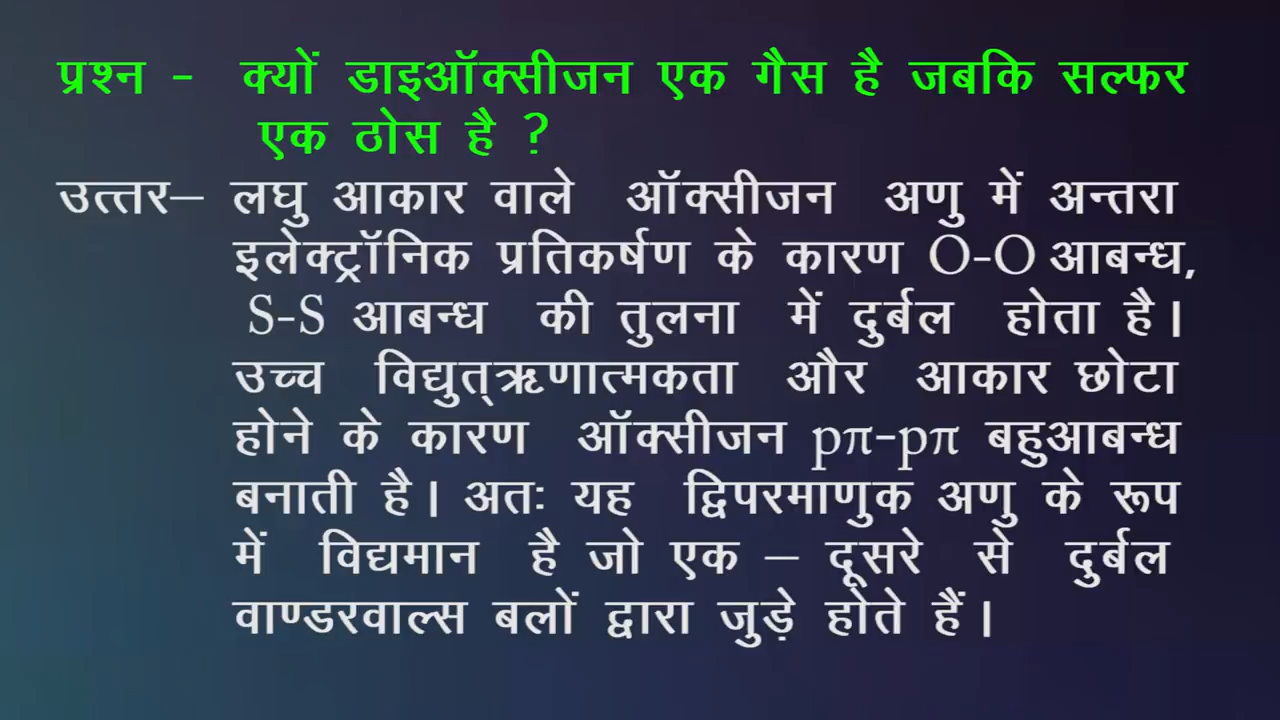 प्रश्न - क्यों डाइऑक्सीजन एक गैस है जबकि सल्फर
एक ठोस है ?
उत्तर– लघु आकार वाले ऑक्सीजन अणु में अन्तरा
इलेक्ट्रॉनिक प्रतिकर्षण के कारण O-O आबन्ध,
S-S आबन्ध की तुलना में दुर्बल होता है।
उच्च विद्युत्ऋणात्मकता और आकार छोटा
होने के कारण ऑक्सीजन pπ-pπ बहुआबन्ध
बनाती है। अतः यह द्विपरमाणुक अणु के रूप
में विद्यमान है जो एक – दूसरे से दुर्बल
वाण्डरवाल्स बलों द्वारा जुड़े होते हैं।